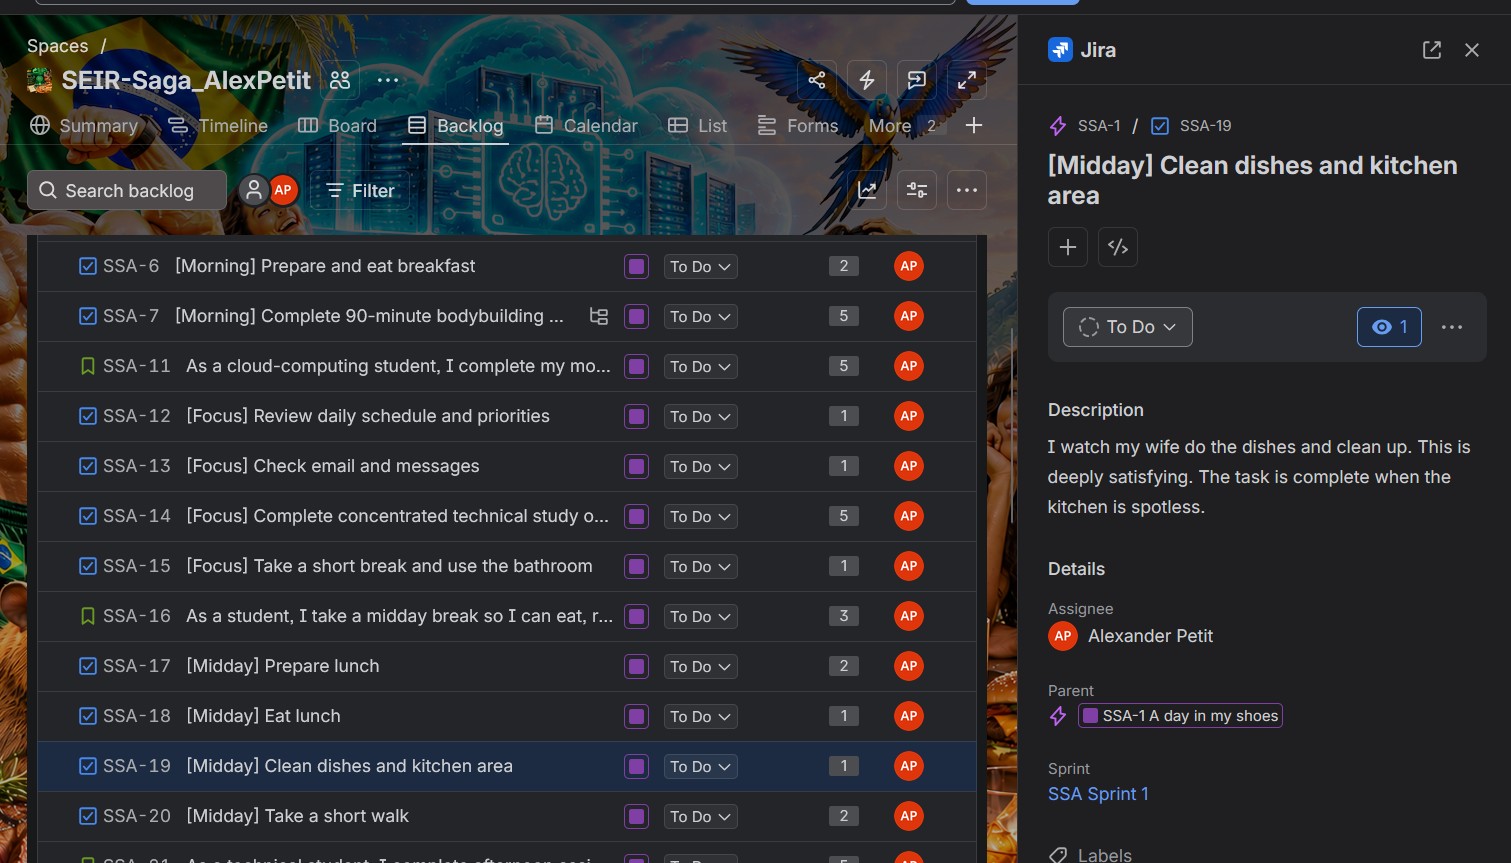 Spaces /
SEIR-Saga_AlexPetit
Summary Timeline Board Backlog Calendar List Forms More 2
Search backlog AP Filter
SSA-6 [Morning] Prepare and eat breakfast To Do 2 AP
SSA-7 [Morning] Complete 90-minute bodybuilding ... To Do 5 AP
SSA-11 As a cloud-computing student, I complete my mo... To Do 5 AP
SSA-12 [Focus] Review daily schedule and priorities To Do 1 AP
SSA-13 [Focus] Check email and messages To Do 1 AP
SSA-14 [Focus] Complete concentrated technical study o... To Do 5 AP
SSA-15 [Focus] Take a short break and use the bathroom To Do 1 AP
SSA-16 As a student, I take a midday break so I can eat, r... To Do 3 AP
SSA-17 [Midday] Prepare lunch To Do 2 AP
SSA-18 [Midday] Eat lunch To Do 1 AP
SSA-19 [Midday] Clean dishes and kitchen area To Do 1 AP
SSA-20 [Midday] Take a short walk To Do 2 AP
Jira
SSA-1 / SSA-19
[Midday] Clean dishes and kitchen
area
To Do 1
Description
I watch my wife do the dishes and clean up. This is
deeply satisfying. The task is complete when the
kitchen is spotless.
Details
Assignee
AP Alexander Petit
Parent
SSA-1 A day in my shoes
Sprint
SSA Sprint 1
Labels